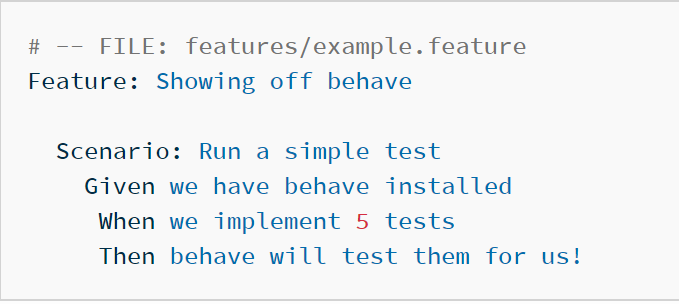 # -- FILE: features/example.feature
Feature: Showing off behave
Scenario: Run a simple test
Given we have behave installed
When we implement 5 tests
Then behave will test them for us!